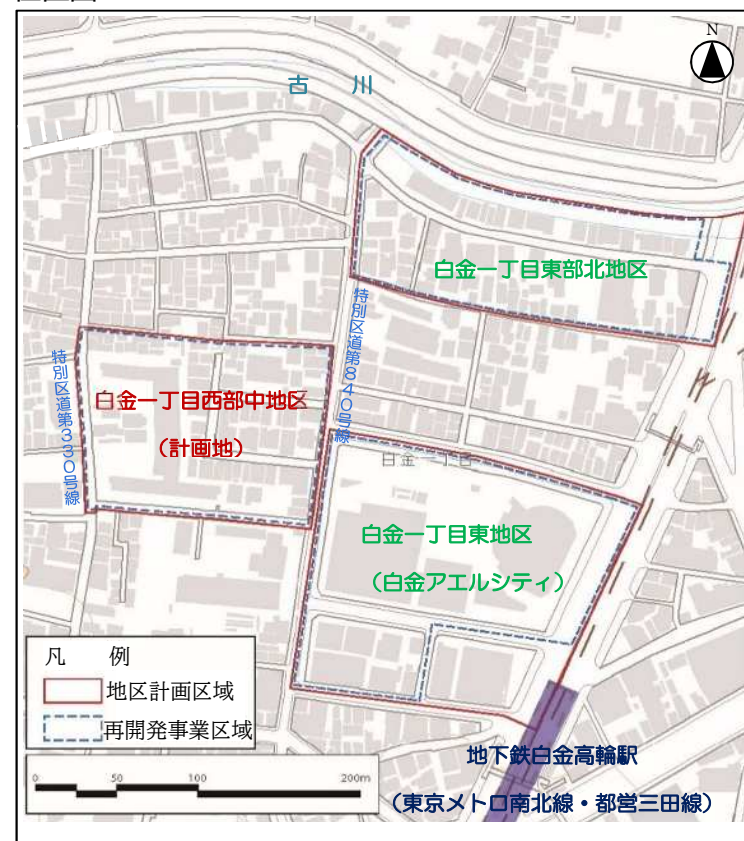 N
古 川
白金一丁目東部北地区
特別区道第840号線
特別区道第330号線
白金一丁目西部中地区
（計画地）
白金一丁目
白金一丁目東地区
（白金アエルシティ）
凡 例
地区計画区域
再開発事業区域
0 50 100 200m
地下鉄白金高輪駅
（東京メトロ南北線・都営三田線）